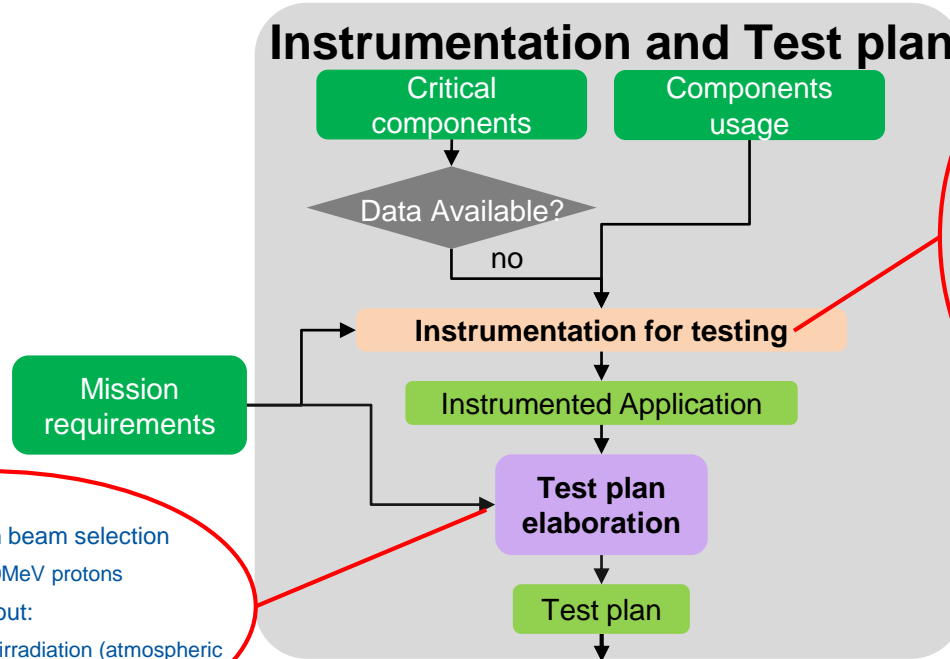 Instrumentation and Test plan
Critical
components
Components
usage
Data Available?
no
Instrumentation for testing
Mission
requirements
Instrumented Application
Test plan
elaboration
beam selection
MeV protons
Test plan
irradiation (atmospheric